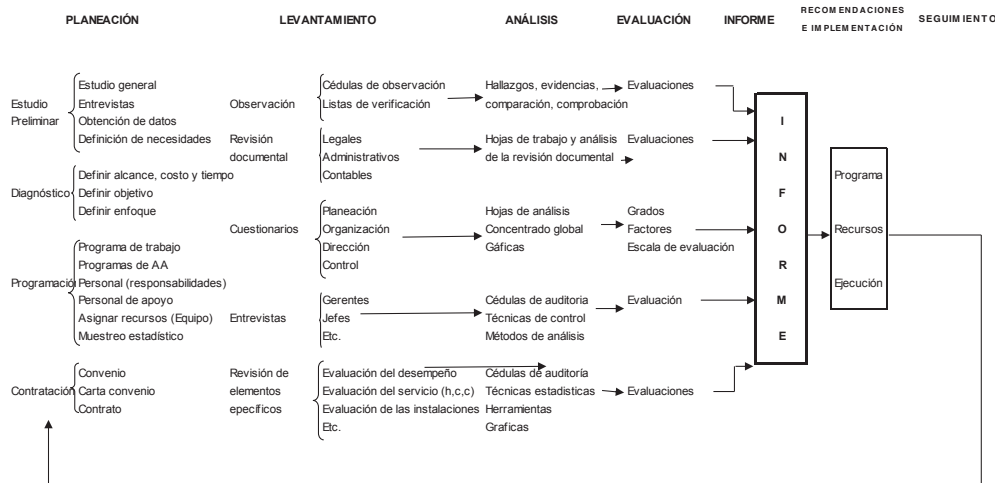 PLANEACIÓN
LEVANTAMIENTO
ANÁLISIS
EVALUACIÓN
INFORME
RECOMENDACIONES
E IMPLEMENTACIÓN
SEGUIMIENTO
Estudio
Preliminar
Estudio general
Entrevistas
Obtención de datos
Definición de necesidades
Diagnóstico
Definir alcance, costo y tiempo
Definir objetivo
Definir enfoque
Programación
Programa de trabajo
Programas de AA
Personal (responsabilidades)
Personal de apoyo
Asignar recursos (Equipo)
Muestreo estadístico
Contratación
Convenio
Carta convenio
Contrato
Observación
Cédulas de observación
Listas de verificación
Revisión
documental
Legales
Administrativos
Contables
Cuestionarios
Planeación
Organización
Dirección
Control
Entrevistas
Gerentes
Jefes
Etc.
Revisión de
elementos
epecíficos
Evaluación del desempeño
Evaluación del servicio (h,c,c)
Evaluación de las instalaciones
Etc.
Hallazgos, evidencias,
comparación, comprobación
Hojas de trabajo y análisis
de la revisión documental
Hojas de análisis
Concentrado global
Gáficas
Cédulas de auditoria
Técnicas de control
Métodos de análisis
Cédulas de auditoría
Técnicas estadisticas
Herramientas
Graficas
Evaluaciones
Evaluaciones
Grados
Factores
Escala de evaluación
Evaluación
Evaluaciones
I
N
F
O
R
M
E
Programa
Recursos
Ejecución